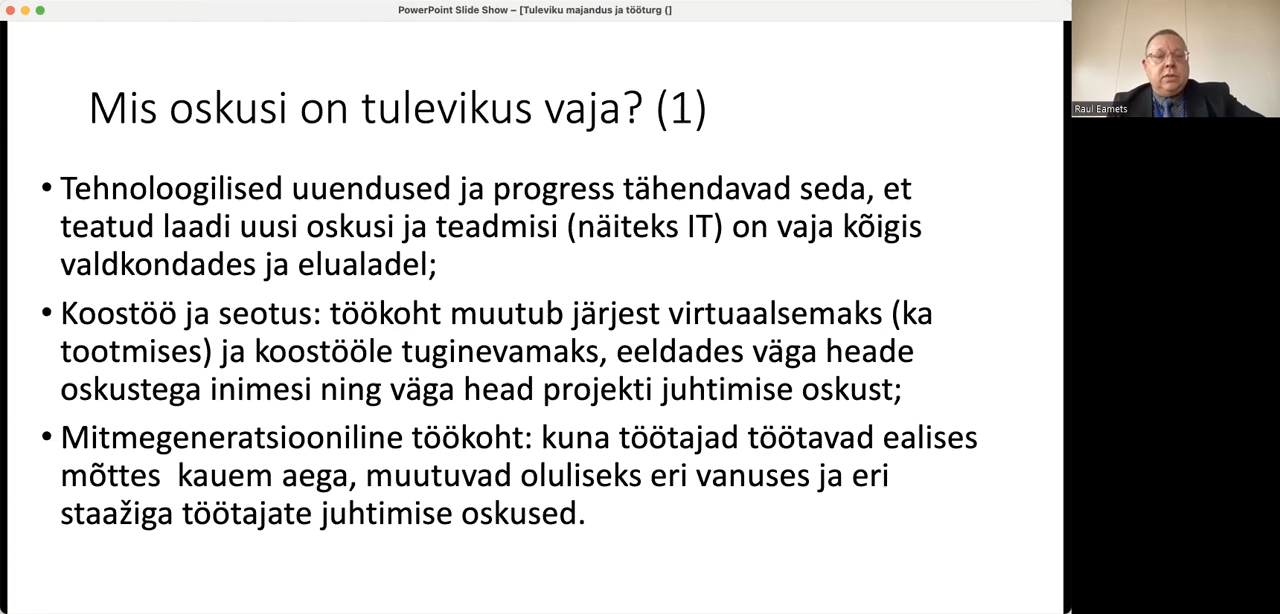 PowerPoint Slide Show – [Tuleviku majandus ja tööturg (]
Mis oskusi on tulevikus vaja? (1)
• Tehnoloogilised uuendused ja progress tähendavad seda, et
teatud laadi uusi oskusi ja teadmisi (näiteks IT) on vaja kõigis
valdkondades ja elualadel;
• Koostöö ja seotus: töökoht muutub järjest virtuaalsemaks (ka
tootmises) ja koostööle tuginevamaks, eeldades väga heade
oskustega inimesi ning väga head projekti juhtimise oskust;
• Mitmegeneratsiooniline töökoht: kuna töötajad töötavad ealises
mõttes  kauem aega, muutuvad oluliseks eri vanuses ja eri
staažiga töötajate juhtimise oskused.
Raul Eamets